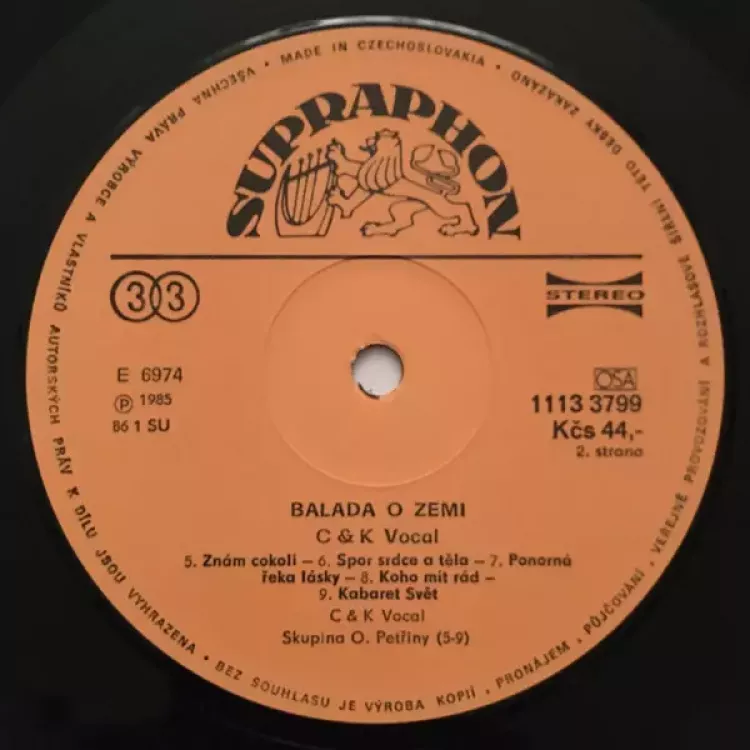 VŠECHNA PRÁVA VÝROBCE A VLASTNÍKŮ AUTORSKÝCH PRÁV K DÍLU JSOU VYHRAZENA • BEZ SOUHLASU JE VÝROBA KOPIÍ, PRONÁJEM, PŮJČOVÁNÍ, VEŘEJNÉ PROVOZOVÁNÍ A ROZHLASOVÉ ŠÍŘENÍ TÉTO DESKY ZAKÁZÁNO • MADE IN CZECHOSLOVAKIA •
SUPRAPHON
33
STEREO
E 6974
℗ 1985
86 1 SU
OSA
1113 3799
Kčs 44,-
2. strana
BALADA O ZEMI
C & K Vocal
5. Znám cokoli – 6. Spor srdce a těla – 7. Ponorná
řeka lásky – 8. Koho mít rád –
9. Kabaret Svět
C & K Vocal
Skupina O. Petřiny (5-9)